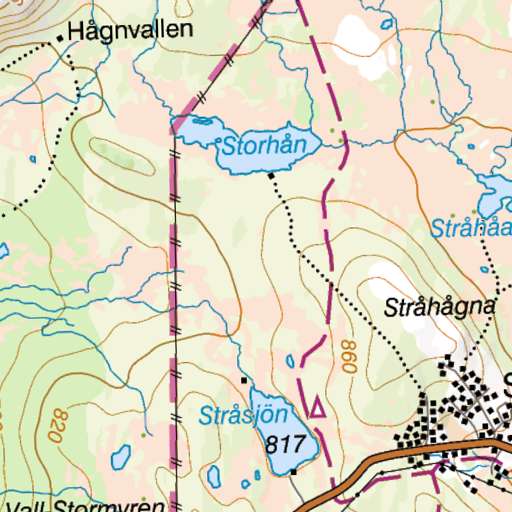 Hågnvallen
Storhån
Stråhåa
Stråhågna
860
Stråsjön
817
820
Vall Stormyren
S